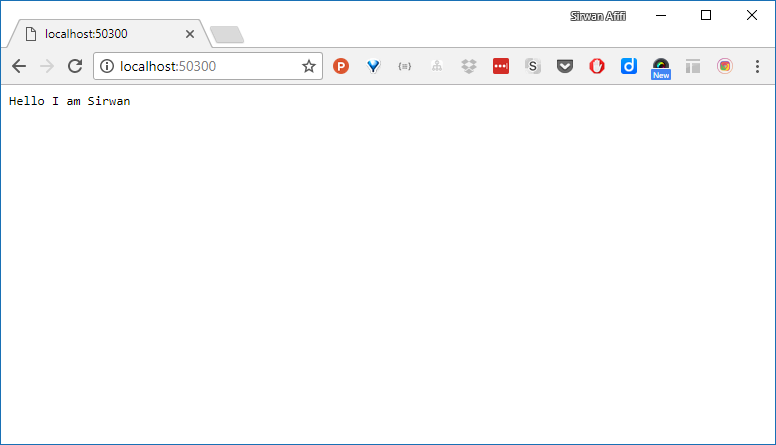 Sirwan Afifi
localhost:50300
localhost:50300
P {≡} S d
New
Hello I am Sirwan